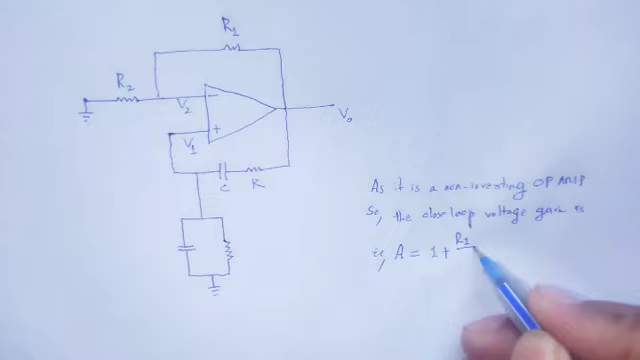 R1
R2
V2
V1
Vo
C R
As it is a non-inverting OP AMP
So, the close loop voltage gain is
ie, A = 1 + R1